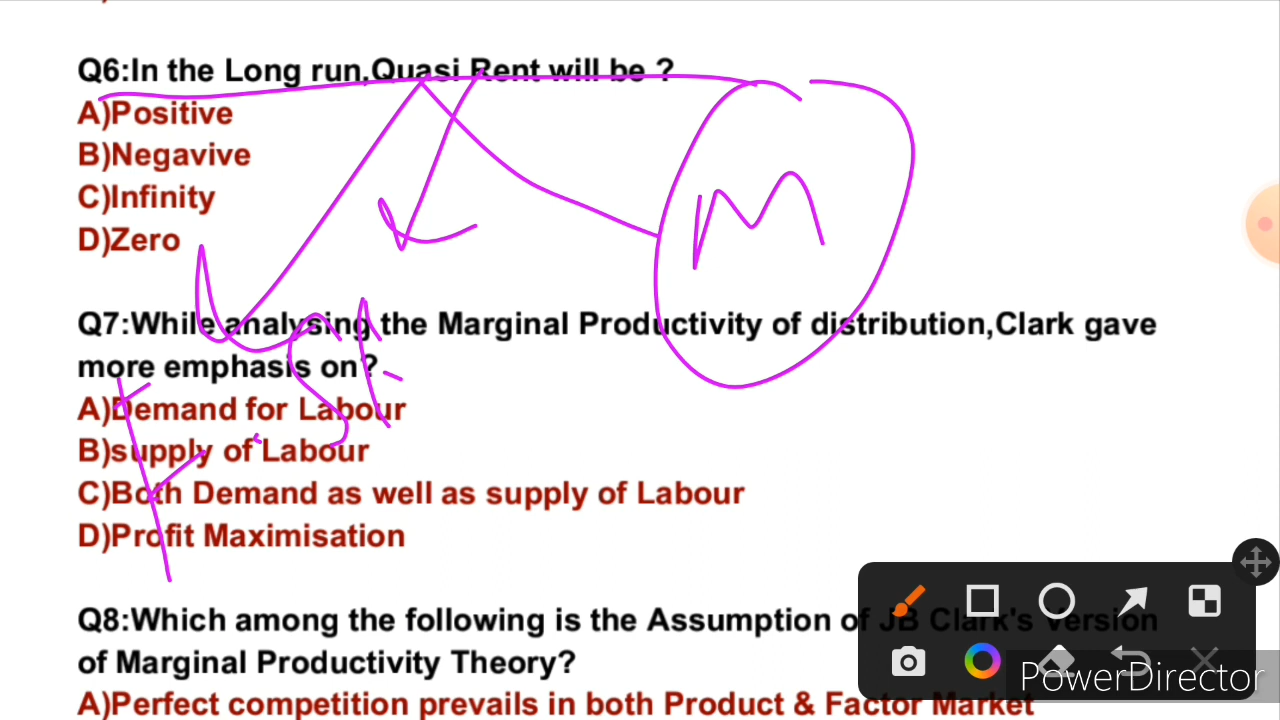 Q6:In the Long run,Quasi Rent will be ?
A)Positive
B)Negavive
C)Infinity
D)Zero
M
Q7:While analysing the Marginal Productivity of distribution,Clark gave
more emphasis on?
A)Demand for Labour
B)supply of Labour
C)Both Demand as well as supply of Labour
D)Profit Maximisation
Q8:Which among the following is the Assumption of JB Clark's Version
of Marginal Productivity Theory?
A)Perfect competition prevails in both Product & Factor Market
PowerDirector